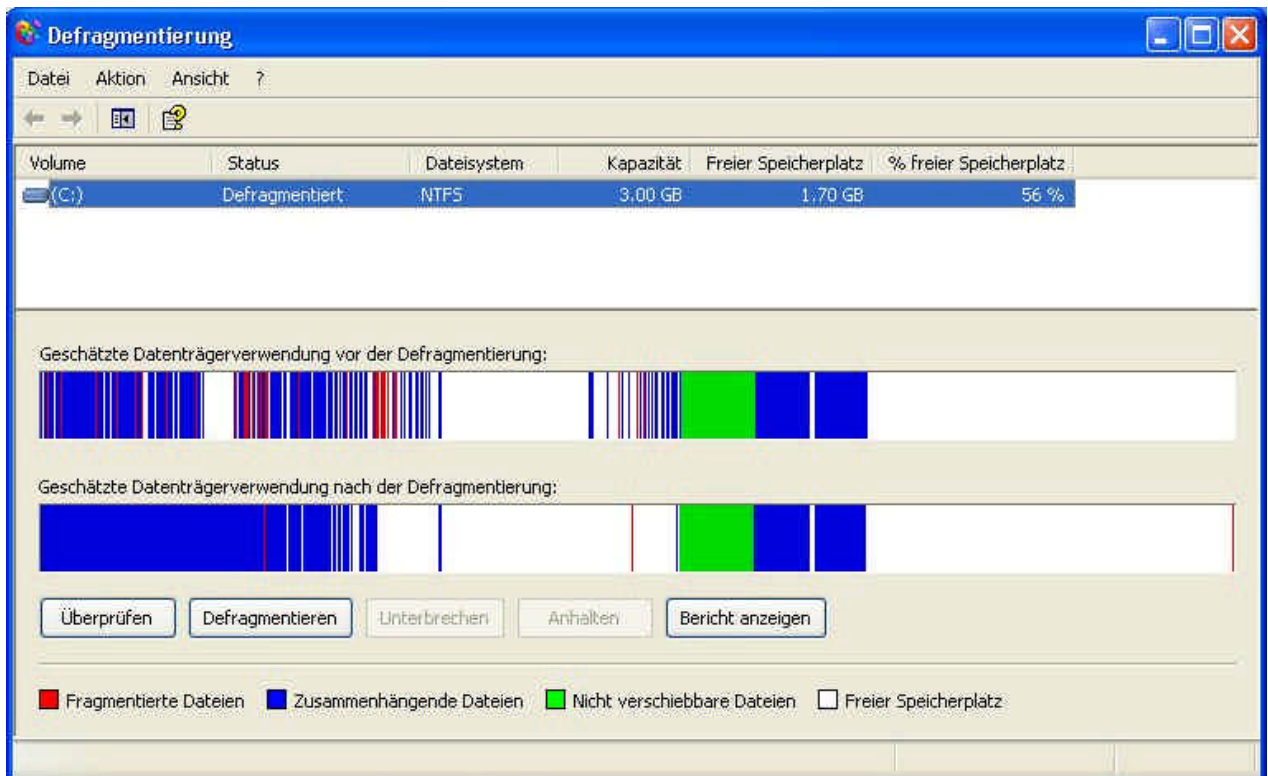 Defragmentierung
Datei Aktion Ansicht ?
Volume Status Dateisystem Kapazität Freier Speicherplatz % freier Speicherplatz
(C:) Defragmentiert NTFS 3,00 GB 1,70 GB 56 %
Geschätzte Datenträgerverwendung vor der Defragmentierung:
Geschätzte Datenträgerverwendung nach der Defragmentierung:
Überprüfen Defragmentieren Unterbrechen Anhalten Bericht anzeigen
Fragmentierte Dateien Zusammenhängende Dateien Nicht verschiebbare Dateien Freier Speicherplatz